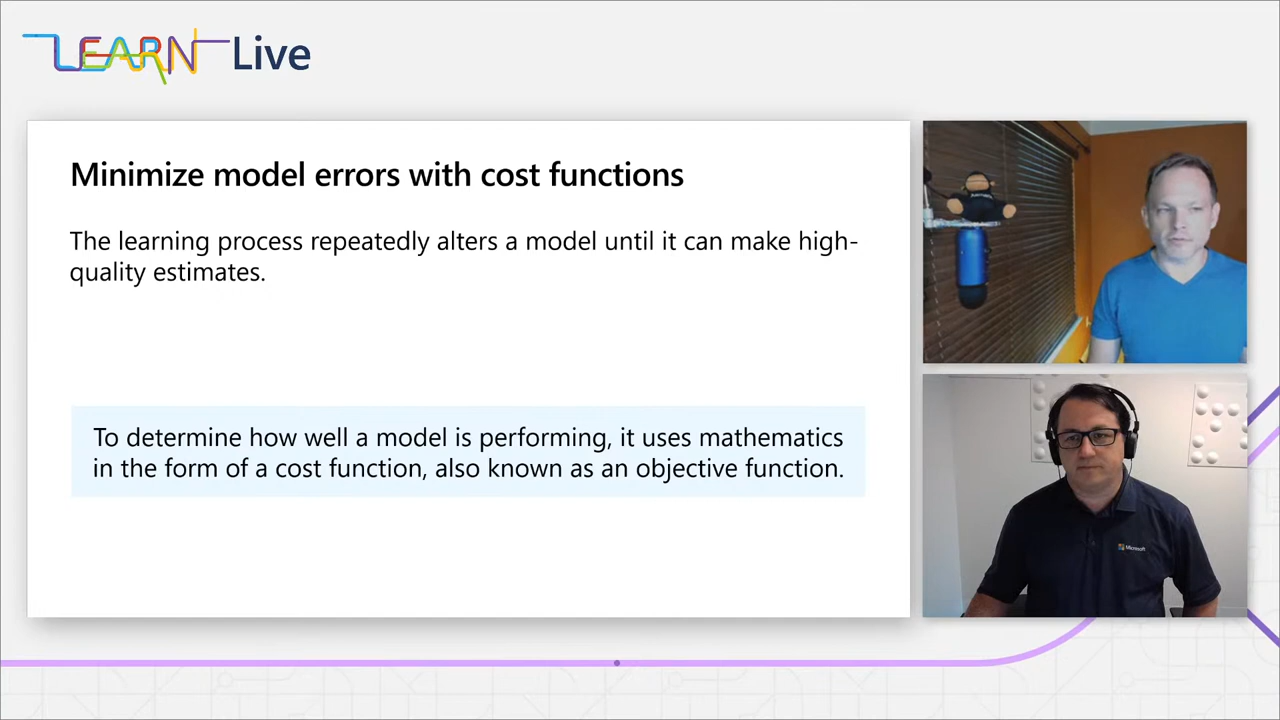 LEARN Live
Minimize model errors with cost functions
The learning process repeatedly alters a model until it can make high-
quality estimates.
To determine how well a model is performing, it uses mathematics
in the form of a cost function, also known as an objective function.
Microsoft